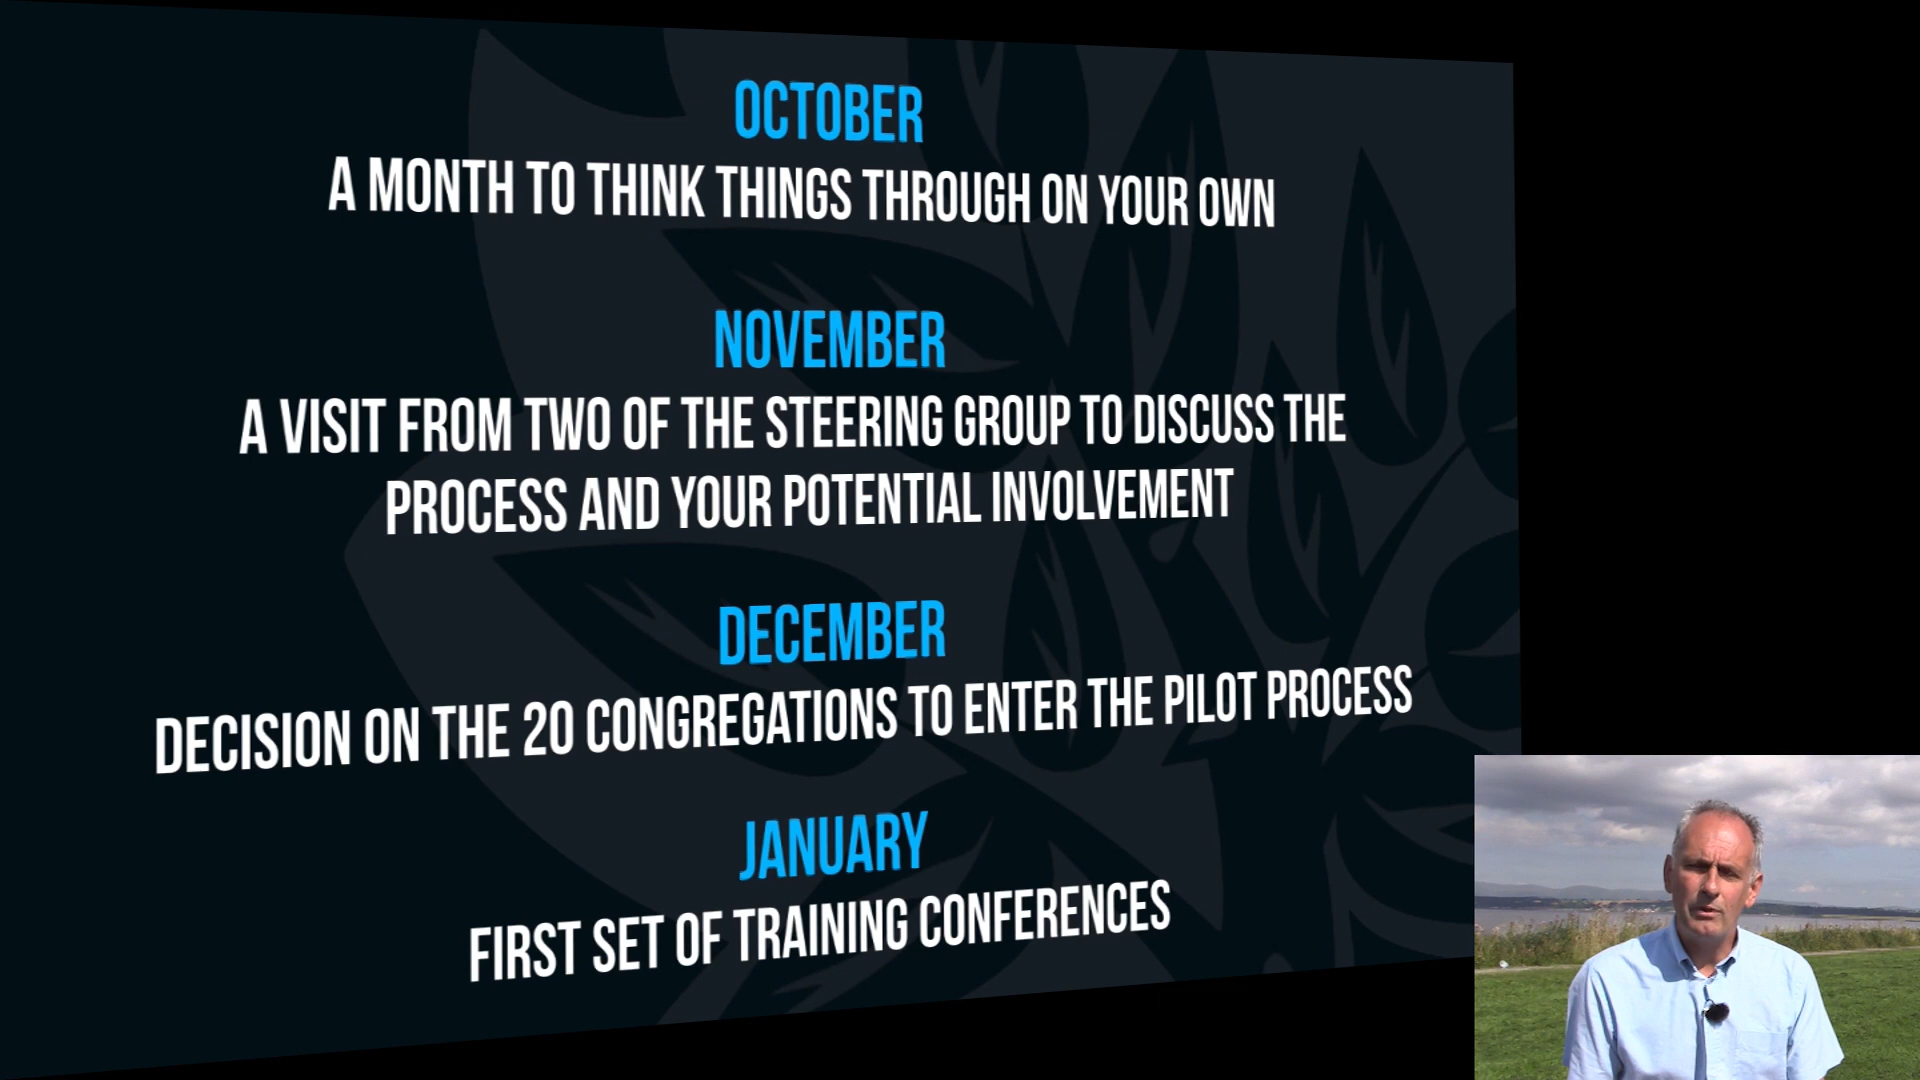 OCTOBER
A MONTH TO THINK THINGS THROUGH ON YOUR OWN
NOVEMBER
A VISIT FROM TWO OF THE STEERING GROUP TO DISCUSS THE
PROCESS AND YOUR POTENTIAL INVOLVEMENT
DECEMBER
DECISION ON THE 20 CONGREGATIONS TO ENTER THE PILOT PROCESS
JANUARY
FIRST SET OF TRAINING CONFERENCES